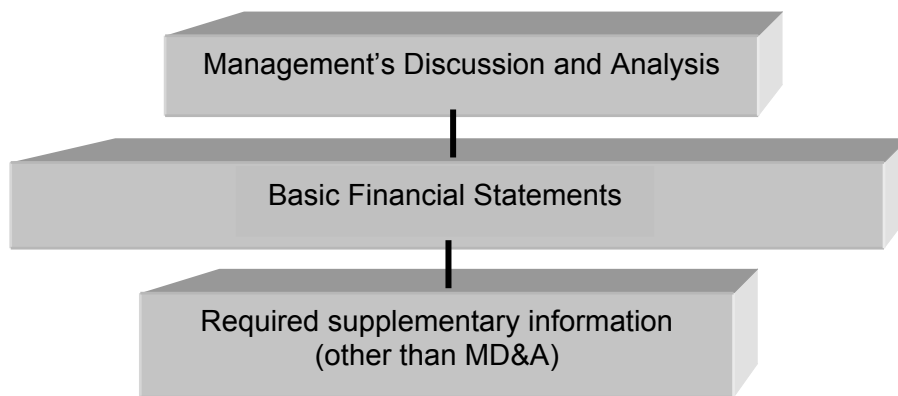 Management’s Discussion and Analysis
Basic Financial Statements
Required supplementary information
(other than MD&A)